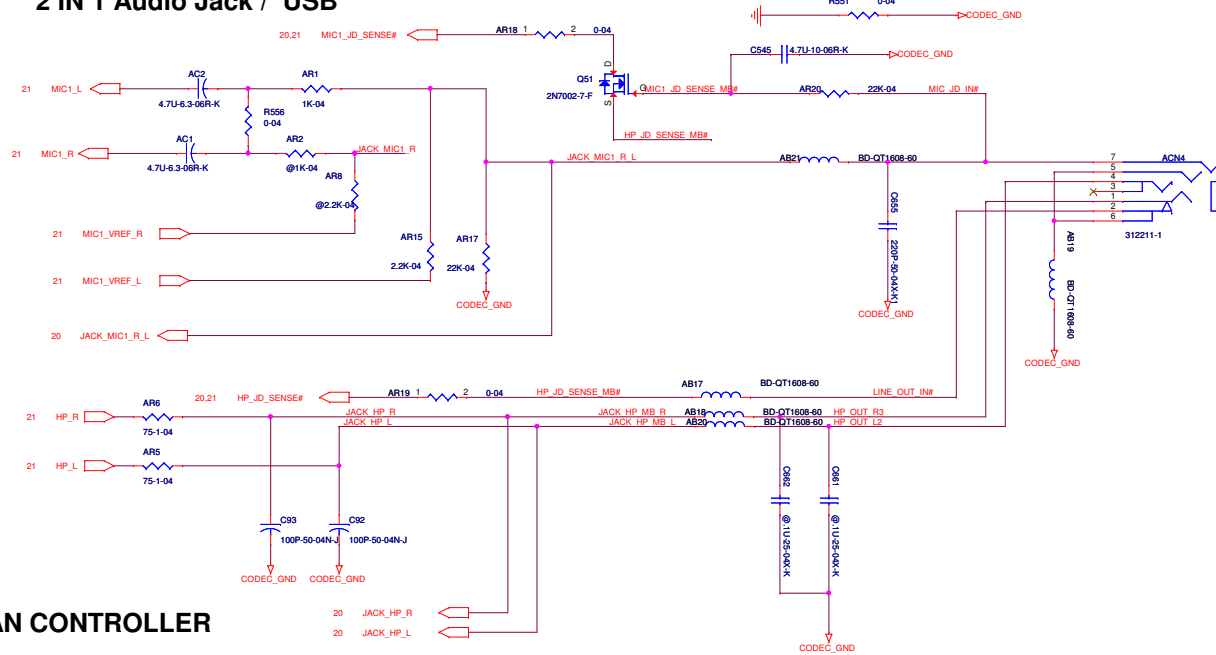 2 IN 1 Audio Jack / USB
R551 0-04
CODEC_GND
20,21 MIC1_JD_SENSE# AR18 1 2 0-04
C545 4.7U-10-06R-K CODEC_GND
D
Q51
2N7002-7-F
G
S
MIC1_JD_SENSE_MB# AR20 22K-04 MIC_JD_IN#
HP_JD_SENSE_MB#
21 MIC1_L AC2 AR1
4.7U-6.3-06R-K 1K-04
R556
0-04
21 MIC1_R AC1 AR2 JACK_MIC1_R
4.7U-6.3-06R-K @1K-04
AR8
@2.2K-04
JACK_MIC1_R_L AB21 BD-QT1608-60
7 ACN4
5
4
3
1
2
6
312211-1
C655
220P-50-04X-K1
CODEC_GND
AB19
BD-QT1608-60
CODEC_GND
21 MIC1_VREF_R
AR15 AR17
2.2K-04 22K-04
21 MIC1_VREF_L
CODEC_GND
20 JACK_MIC1_R_L
20,21 HP_JD_SENSE# AR19 1 2 0-04 HP_JD_SENSE_MB# AB17 BD-QT1608-60 LINE_OUT_IN#
21 HP_R AR6 JACK_HP_R JACK_HP_MB_R AB18 BD-QT1608-60 HP_OUT_R3
75-1-04 JACK_HP_L JACK_HP_MB_L AB20 BD-QT1608-60 HP_OUT_L2
21 HP_L AR5
75-1-04
C662 C661
@.1U-25-04X-K @.1U-25-04X-K
C93 C92
100P-50-04N-J 100P-50-04N-J
CODEC_GND CODEC_GND
20 JACK_HP_R
20 JACK_HP_L
CODEC_GND
AN CONTROLLER